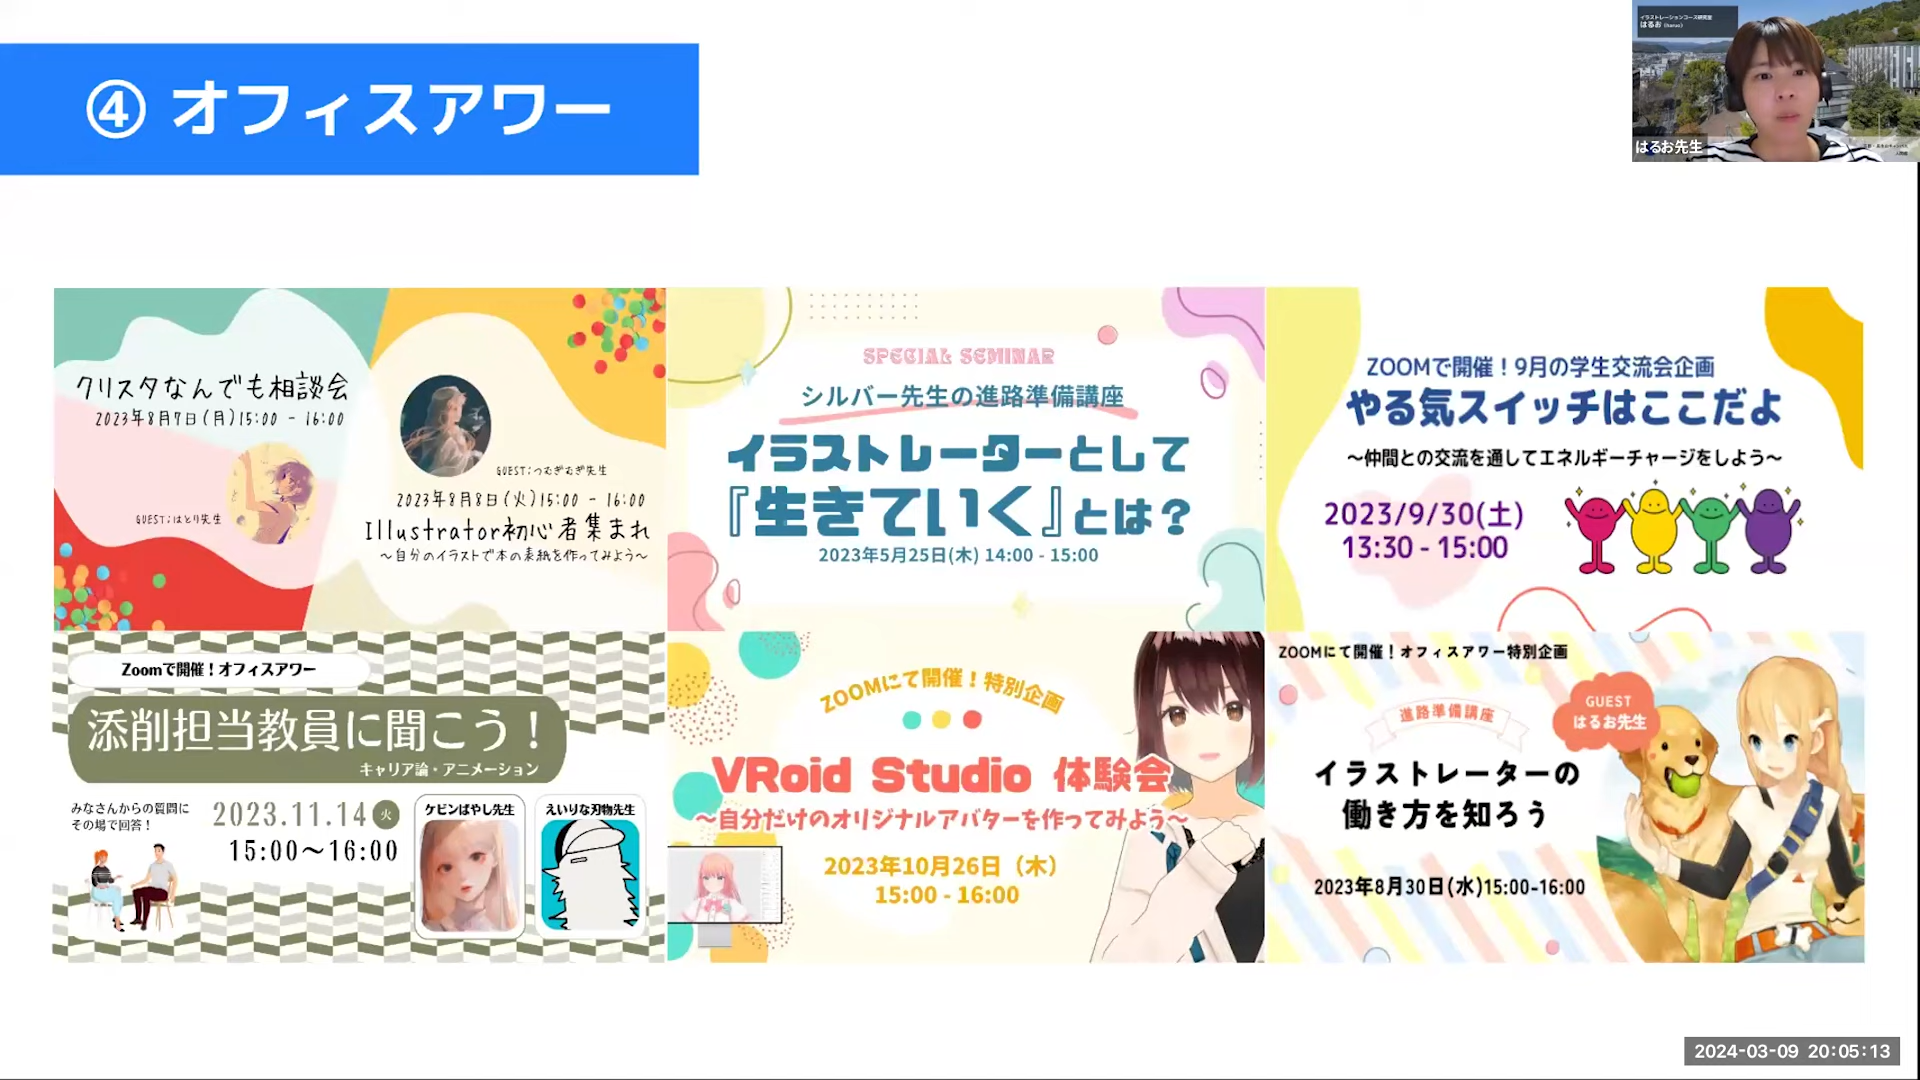 ④ オフィスアワー
イラストレーションコース研究室
はるお
はるお先生
クリスタなんでも相談会
2023年8月7日(月)15:00 - 16:00
GUEST:はとり先生
GUEST:つむぎむぎ先生
2023年8月8日(火)15:00 - 16:00
Illustrator初心者集まれ
～自分のイラストで本の表紙を作ってみよう～
SPECIAL SEMINAR
シルバー先生の進路準備講座
イラストレーターとして
『生きていく』とは？
2023年5月25日(木) 14:00 - 15:00
ZOOMで開催！9月の学生交流会企画
やる気スイッチはここだよ
～仲間との交流を通してエネルギーチャージをしよう～
2023/9/30(土)
13:30 - 15:00
Zoomで開催！オフィスアワー
添削担当教員に聞こう！
キャリア論・アニメーション
みなさんからの質問に
その場で回答！
2023.11.14 火
15:00～16:00
ケビンばやし先生
えいりな刃物先生
ZOOMにて開催！特別企画
VRoid Studio 体験会
～自分だけのオリジナルアバターを作ってみよう～
2023年10月26日（木）
15:00 - 16:00
ZOOMにて開催！オフィスアワー特別企画
進路準備講座
GUEST
はるお先生
イラストレーターの
働き方を知ろう
2023年8月30日(水)15:00-16:00
2024-03-09 20:05:13